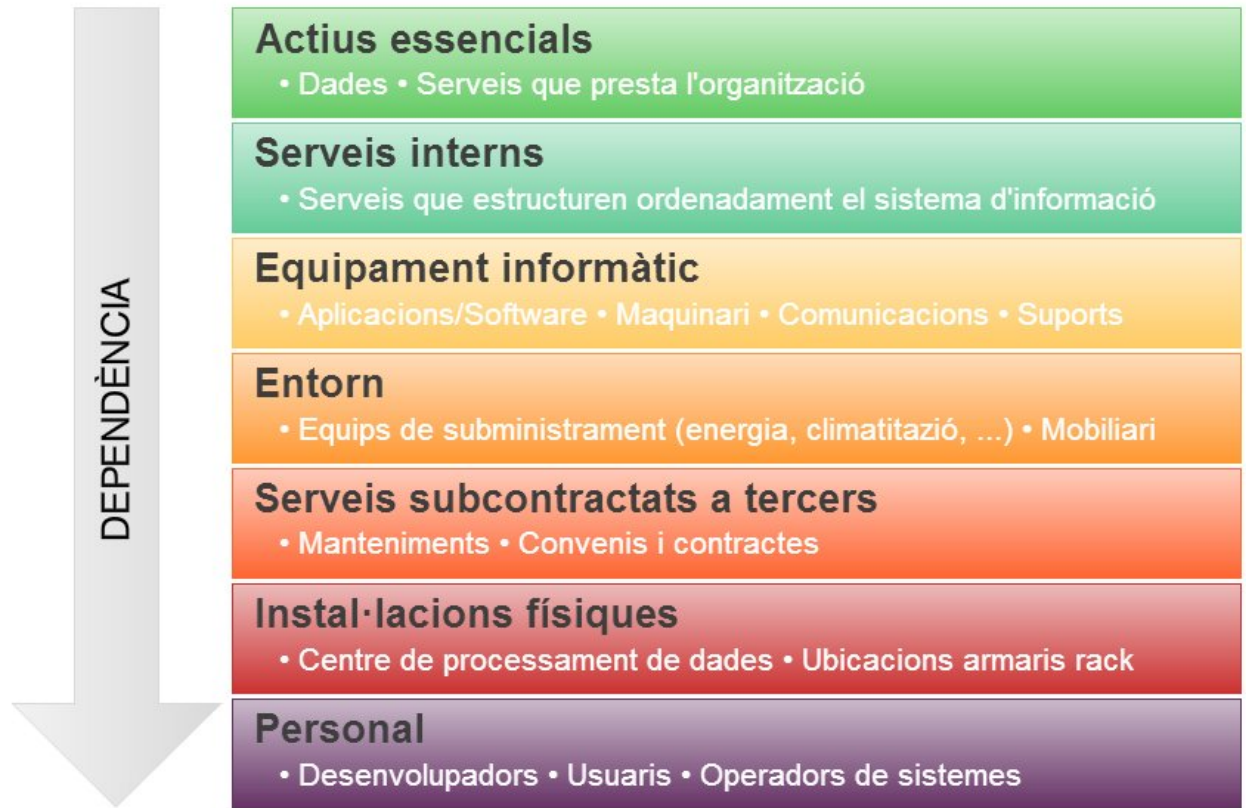 DEPENDÈNCIA
Actius essencials
• Dades • Serveis que presta l'organització
Serveis interns
• Serveis que estructuren ordenadament el sistema d'informació
Equipament informàtic
• Aplicacions/Software • Maquinari • Comunicacions • Suports
Entorn
• Equips de subministrament (energia, climatitazió, ...) • Mobiliari
Serveis subcontractats a tercers
• Manteniments • Convenis i contractes
Instal·lacions físiques
• Centre de processament de dades • Ubicacions armaris rack
Personal
• Desenvolupadors • Usuaris • Operadors de sistemes